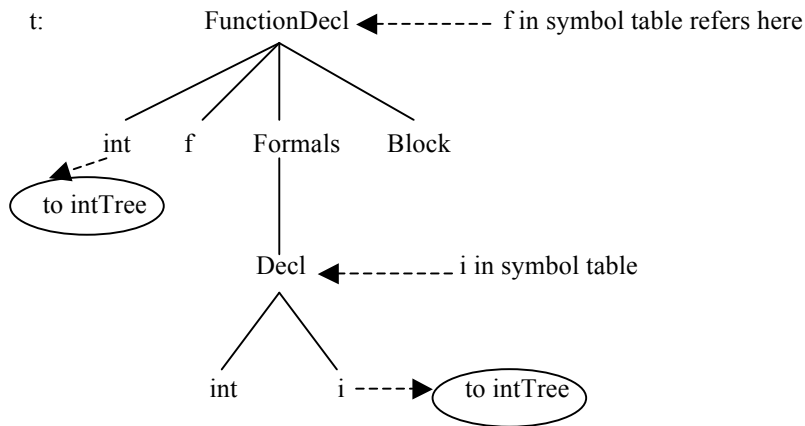 t: FunctionDecl f in symbol table refers here
int f Formals Block
to intTree
Decl i in symbol table
int i to intTree